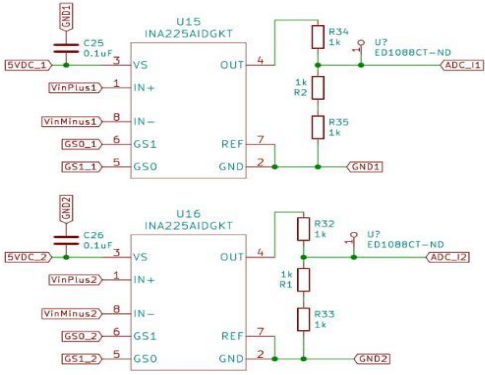 GND1
U15
INA225AIDGKT
C25
0.1uF
R34
1k
U?
ED1088CT-ND
1
5VDC_1
3
VS
OUT
4
ADC_I1
VinPlus1
1
IN+
1k
R2
VinMinus1
8
IN-
R35
1k
GS0_1
6
GS1
REF
7
GS1_1
5
GS0
GND
2
GND1
GND2
U16
INA225AIDGKT
C26
0.1uF
R32
1k
U?
ED1088CT-ND
1
5VDC_2
3
VS
OUT
4
ADC_I2
VinPlus2
1
IN+
1k
R1
VinMinus2
8
IN-
R33
1k
GS0_2
6
GS1
REF
7
GS1_2
5
GS0
GND
2
GND2